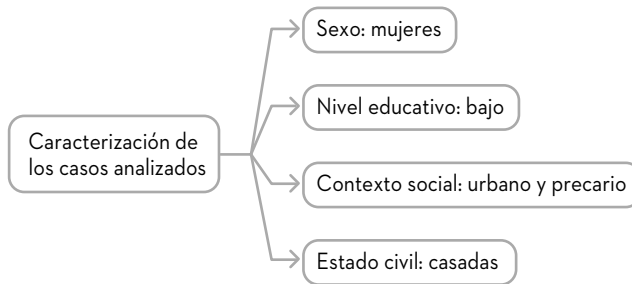 Caracterización de
los casos analizados
Sexo: mujeres
Nivel educativo: bajo
Contexto social: urbano y precario
Estado civil: casadas